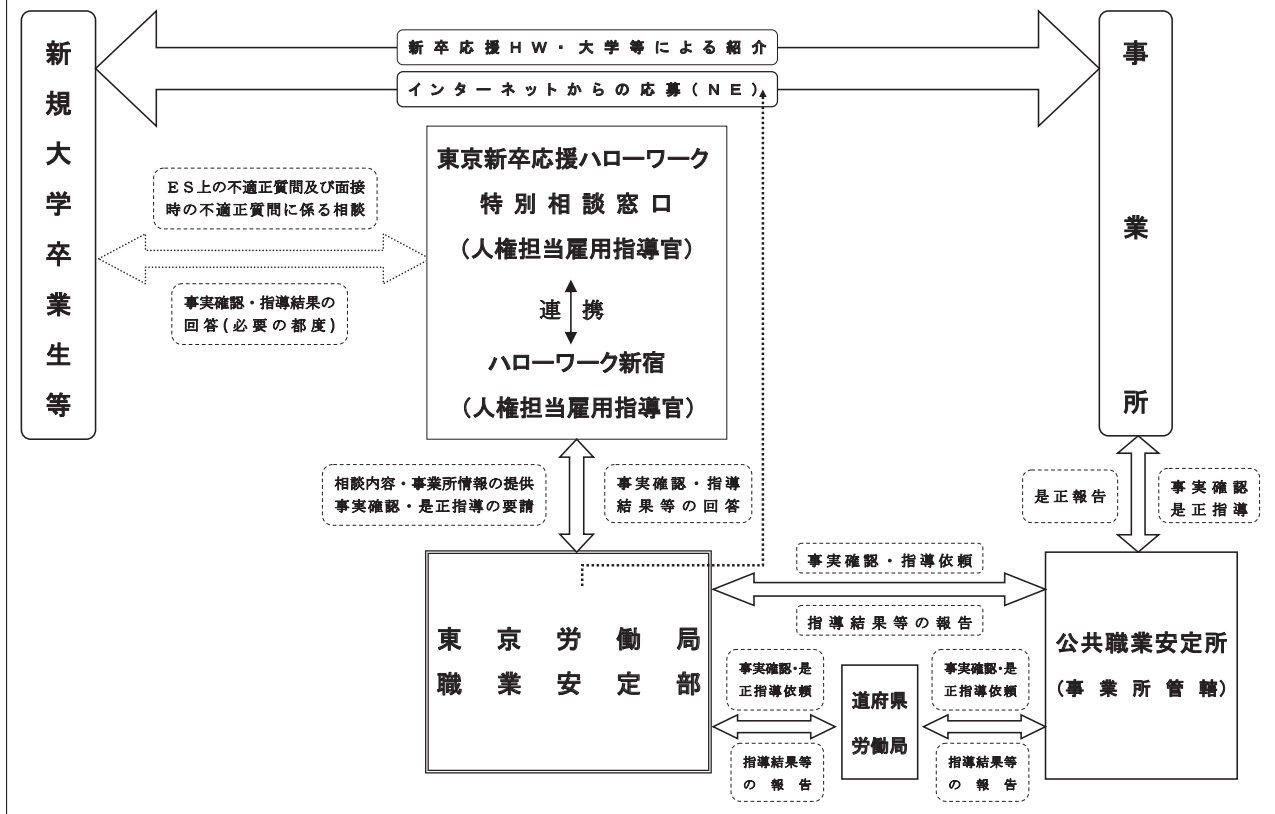 新規大学卒業生等
新卒応援HW・大学等による紹介
インターネットからの応募(NE)
事業所
ES上の不適正質問及び面接
時の不適正質問に係る相談
事実確認・指導結果の
回答(必要の都度)
東京新卒応援ハローワーク
特別相談窓口
(人権担当雇用指導官)
連携
ハローワーク新宿
(人権担当雇用指導官)
相談内容・事業所情報の提供
事実確認・是正指導の要請
事実確認・指導
結果等の回答
是正報告
事実確認
是正指導
東京労働局
職業安定部
事実確認・指導依頼
指導結果等の報告
公共職業安定所
(事業所管轄)
事実確認・是
正指導依頼
指導結果等
の報告
道府県
労働局
事実確認・是
正指導依頼
指導結果等
の報告